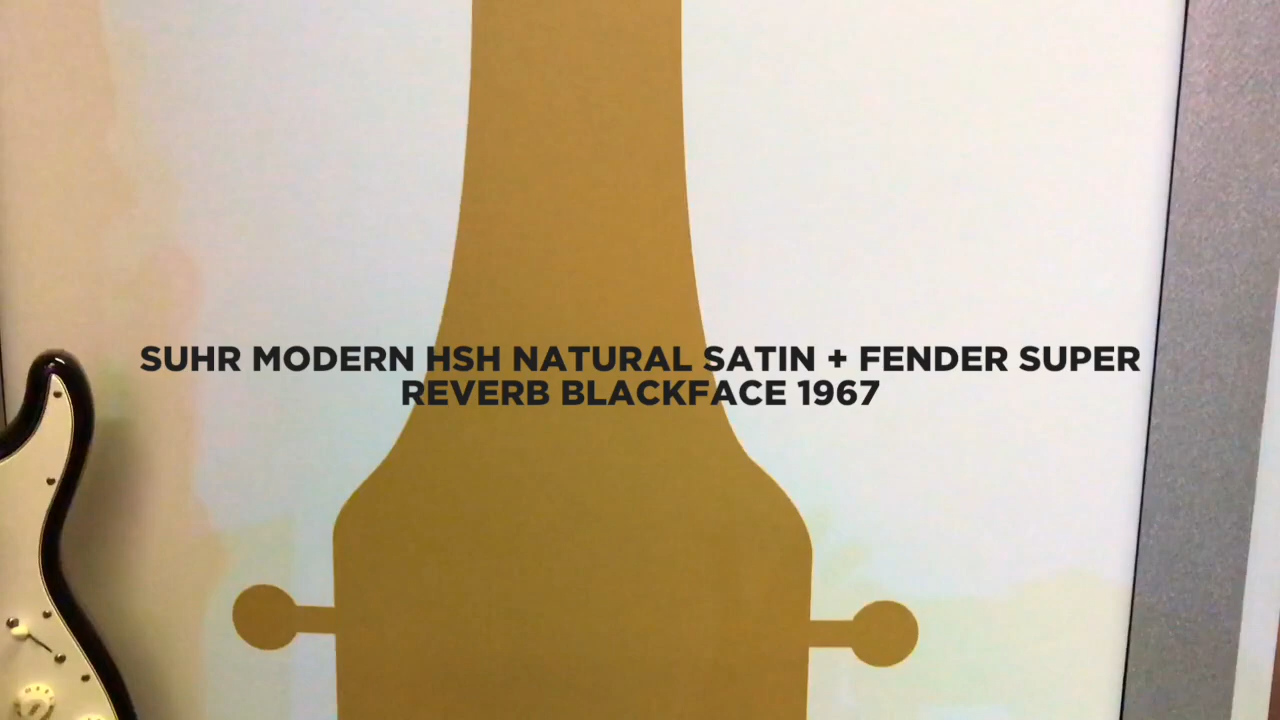 SUHR MODERN HSH NATURAL SATIN + FENDER SUPER
REVERB BLACKFACE 1967